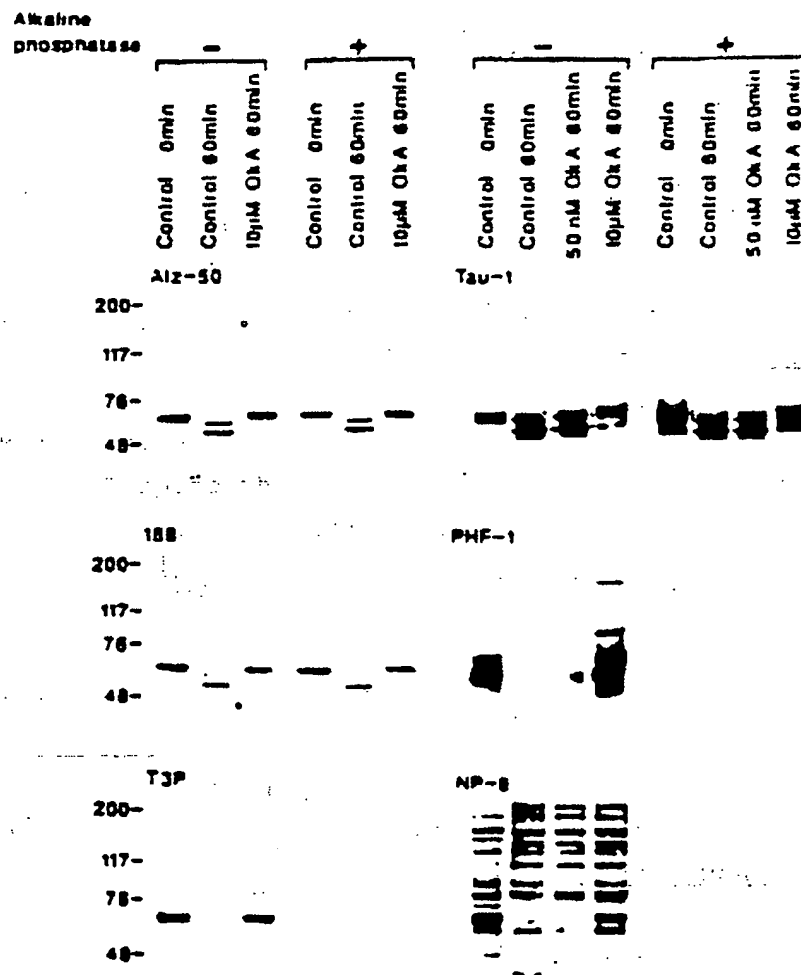 Alkaline
phosphatase
− + − +
Control 0min
Control 60min
10µM OkA 60min
Control 0min
Control 60min
10µM OkA 60min
Control 0min
Control 60min
50 nM OkA 60min
10µM OkA 60min
Control 0min
Control 60min
50 nM OkA 60min
10µM OkA 60min
Alz-50 Tau-1
200-
117-
76-
48-
PHF-1
200-
117-
76-
48-
T3P NP-8
200-
117-
76-
48-